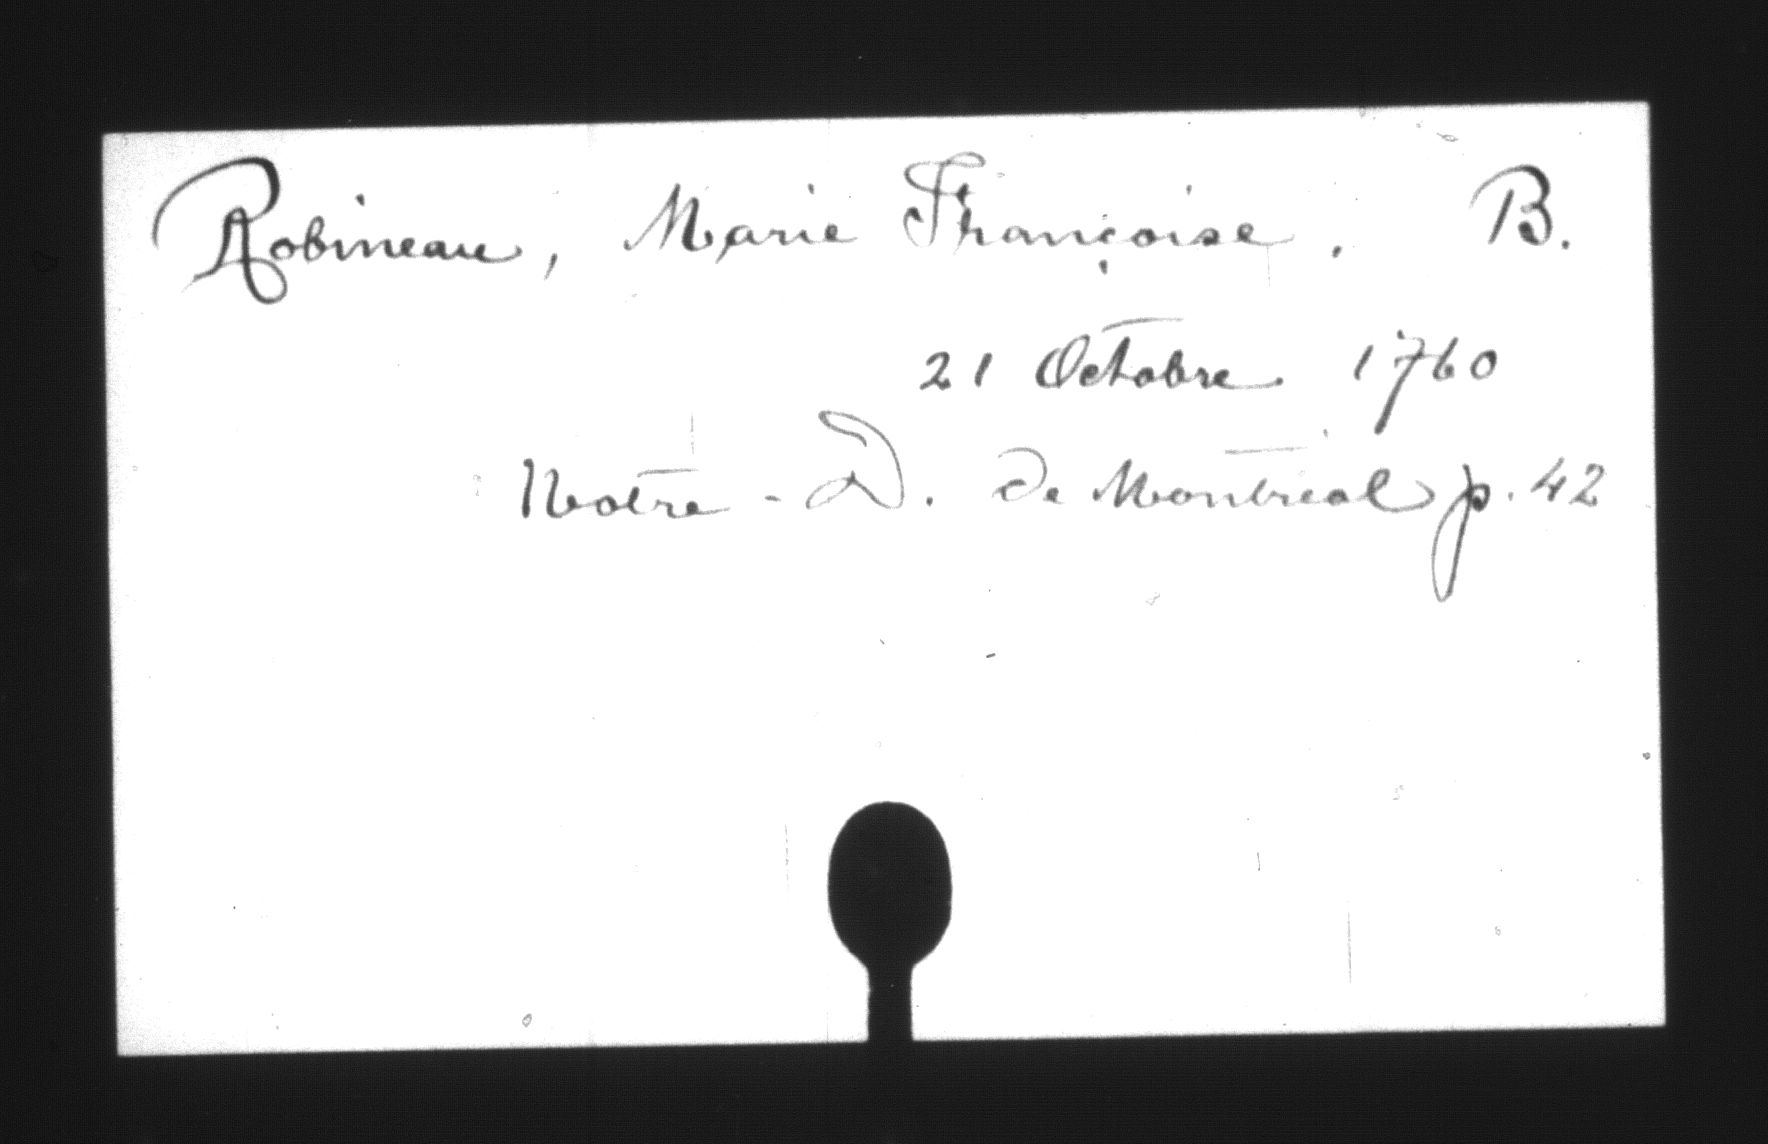 Robineau, Marie Françoise. B.
21 Octobre 1760
Notre-D. de Montréal p. 42